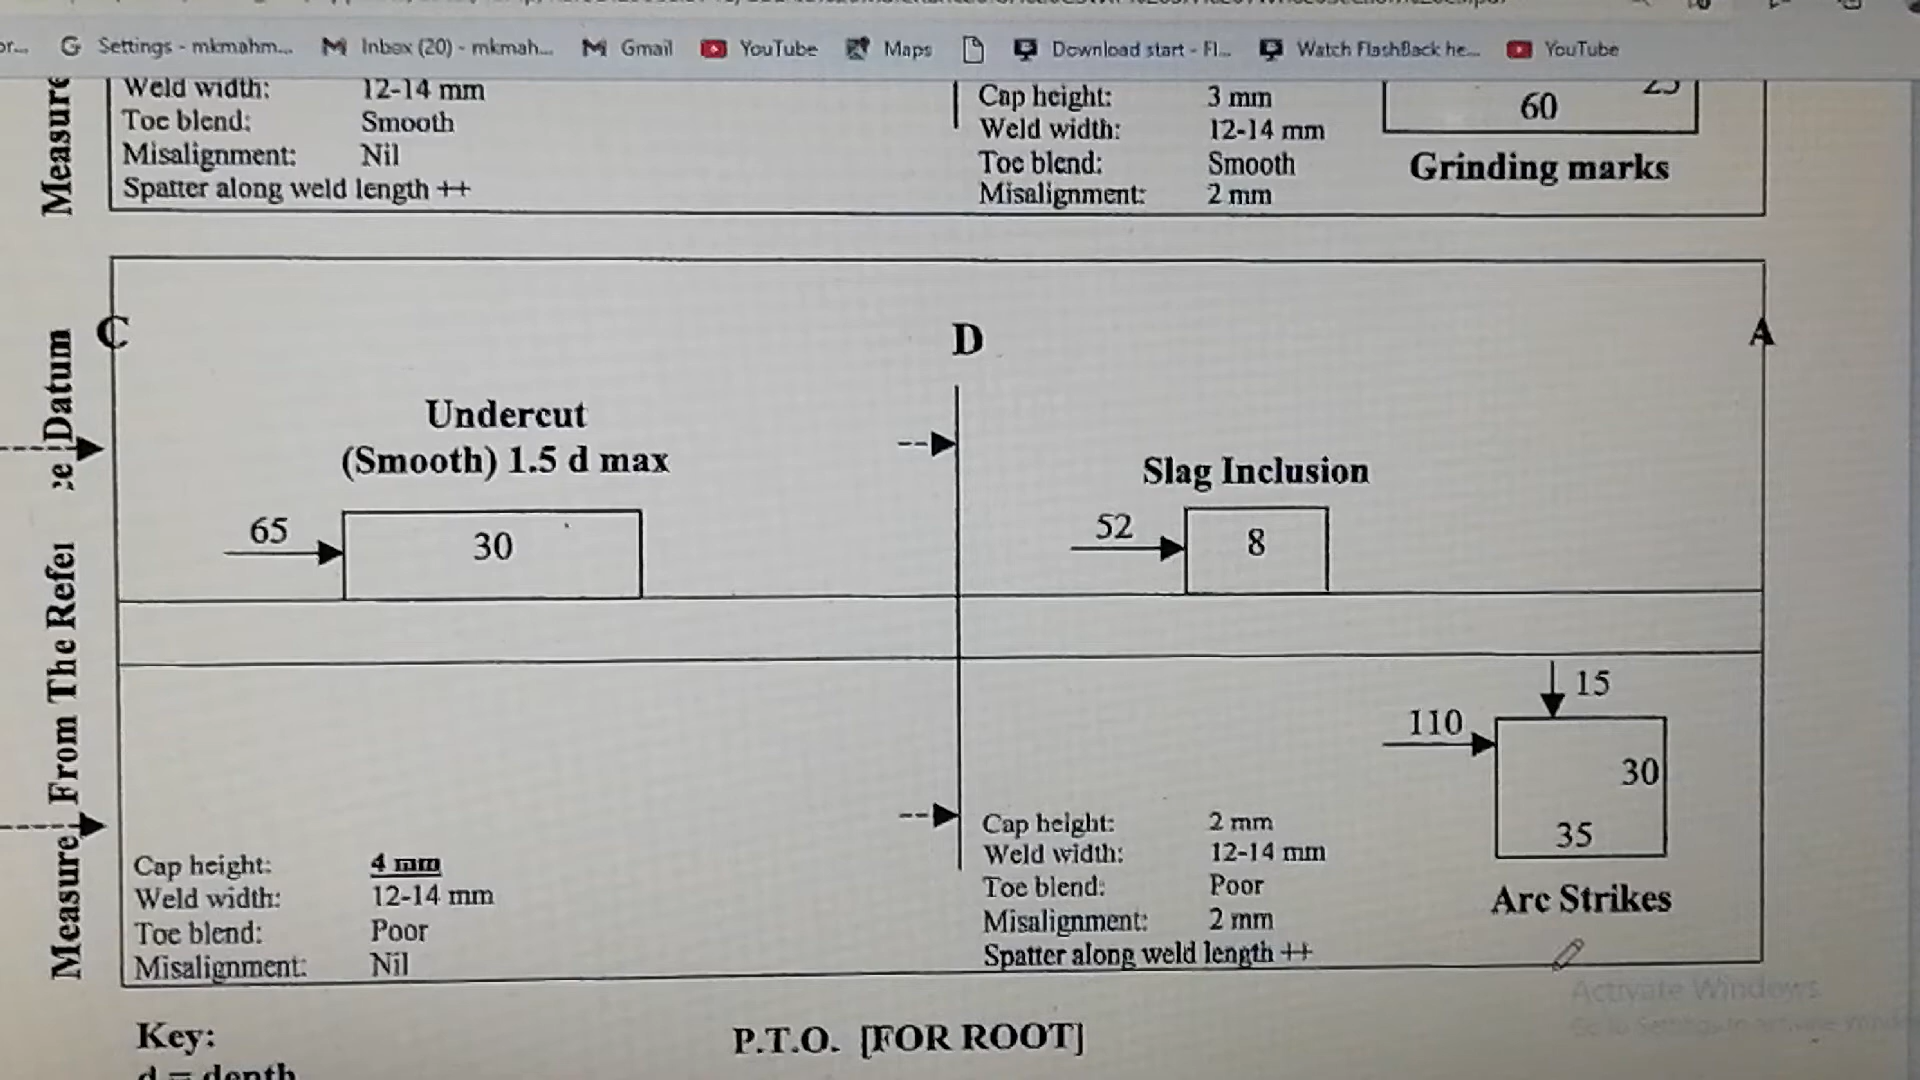 or...
Settings - mkmahm...
Inbox (20) - mkmah...
Gmail
YouTube
Maps
Download start - Fl...
Watch FlashBack he...
YouTube
Measure
Weld width: 12-14 mm
Toe blend: Smooth
Misalignment: Nil
Spatter along weld length ++
Cap height: 3 mm
Weld width: 12-14 mm
Toe blend: Smooth
Misalignment: 2 mm
60
Grinding marks
C
D
A
Measure From The Refe
ce Datum
Undercut
(Smooth) 1.5 d max
65
30
Slag Inclusion
52
8
15
110
30
35
Arc Strikes
Cap height: 4 mm
Weld width: 12-14 mm
Toe blend: Poor
Misalignment: Nil
Cap height: 2 mm
Weld width: 12-14 mm
Toe blend: Poor
Misalignment: 2 mm
Spatter along weld length ++
Activate Windows
Key:
P.T.O. [FOR ROOT]
d = depth